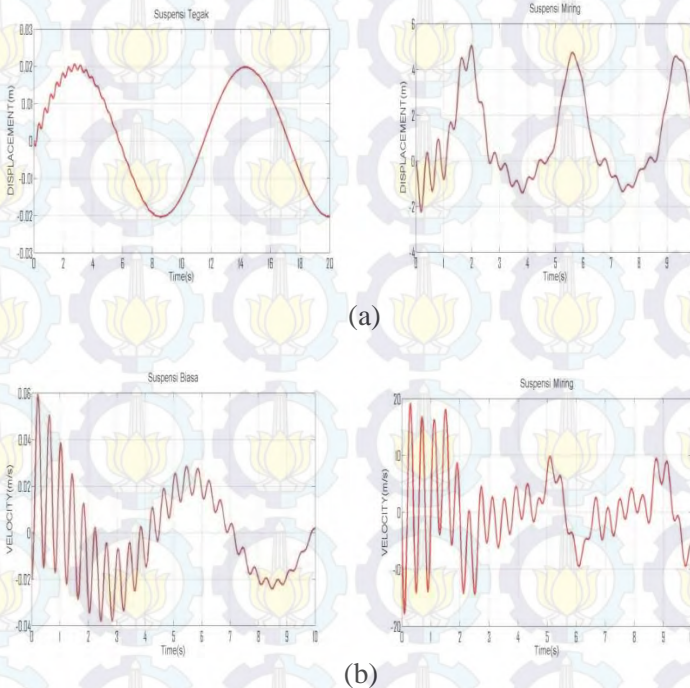 Suspensi Tegak
DISPLACEMENT(m)
0.03
0.02
0.01
0
-0.01
-0.02
-0.03
0 2 4 6 8 10 12 14 16 18 20
Time(s)
Suspensi Miring
DISPLACEMENT(m)
6
4
2
0
-2
-4
0 1 2 3 4 5 6 7 8 9
Time(s)
(a)
Suspensi Biasa
VELOCITY(m/s)
0.06
0.04
0.02
0
-0.02
-0.04
0 1 2 3 4 5 6 7 8 9 10
Time(s)
Suspensi Miring
VELOCITY(m/s)
20
10
0
-20
0 1 2 3 4 5 6 7 8 9
Time(s)
(b)